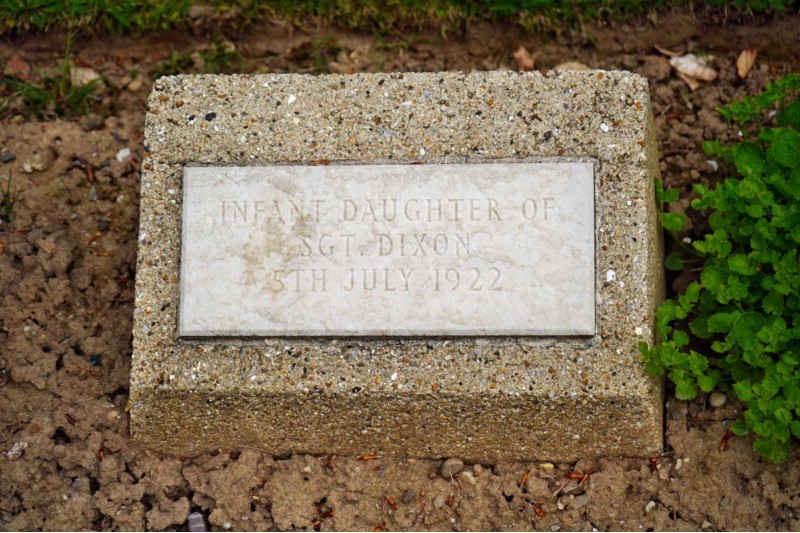 INFANT DAUGHTER OF
SGT. DIXON
5TH JULY 1922